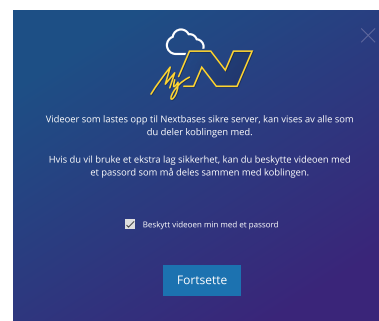 My N
Videoer som lastes opp til Nextbases sikre server, kan vises av alle som
du deler koblingen med.
Hvis du vil bruke et ekstra lag sikkerhet, kan du beskytte videoen med
et passord som må deles sammen med koblingen.
Beskytt videoen min med et passord
Fortsette